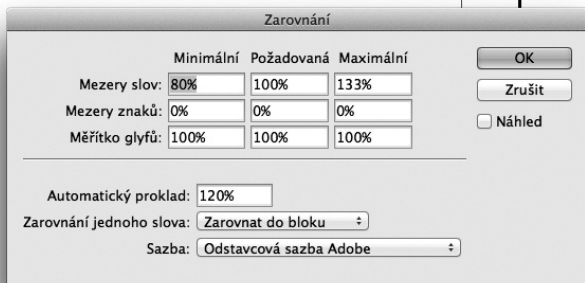 Zarovnání
Minimální Požadovaná Maximální
OK
Mezery slov: 80% 100% 133%
Zrušit
Mezery znaků: 0% 0% 0%
Náhled
Měřítko glyfů: 100% 100% 100%
Automatický proklad: 120%
Zarovnání jednoho slova: Zarovnat do bloku
Sazba: Odstavcová sazba Adobe